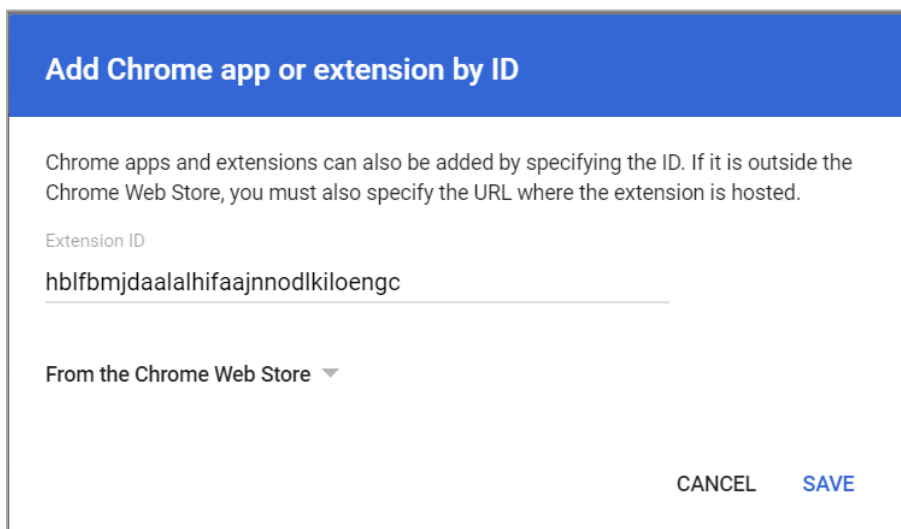 Add Chrome app or extension by ID
Chrome apps and extensions can also be added by specifying the ID. If it is outside the
Chrome Web Store, you must also specify the URL where the extension is hosted.
Extension ID
hblfbmjdaalalhifaajnnodlkiloengc
From the Chrome Web Store
CANCEL SAVE